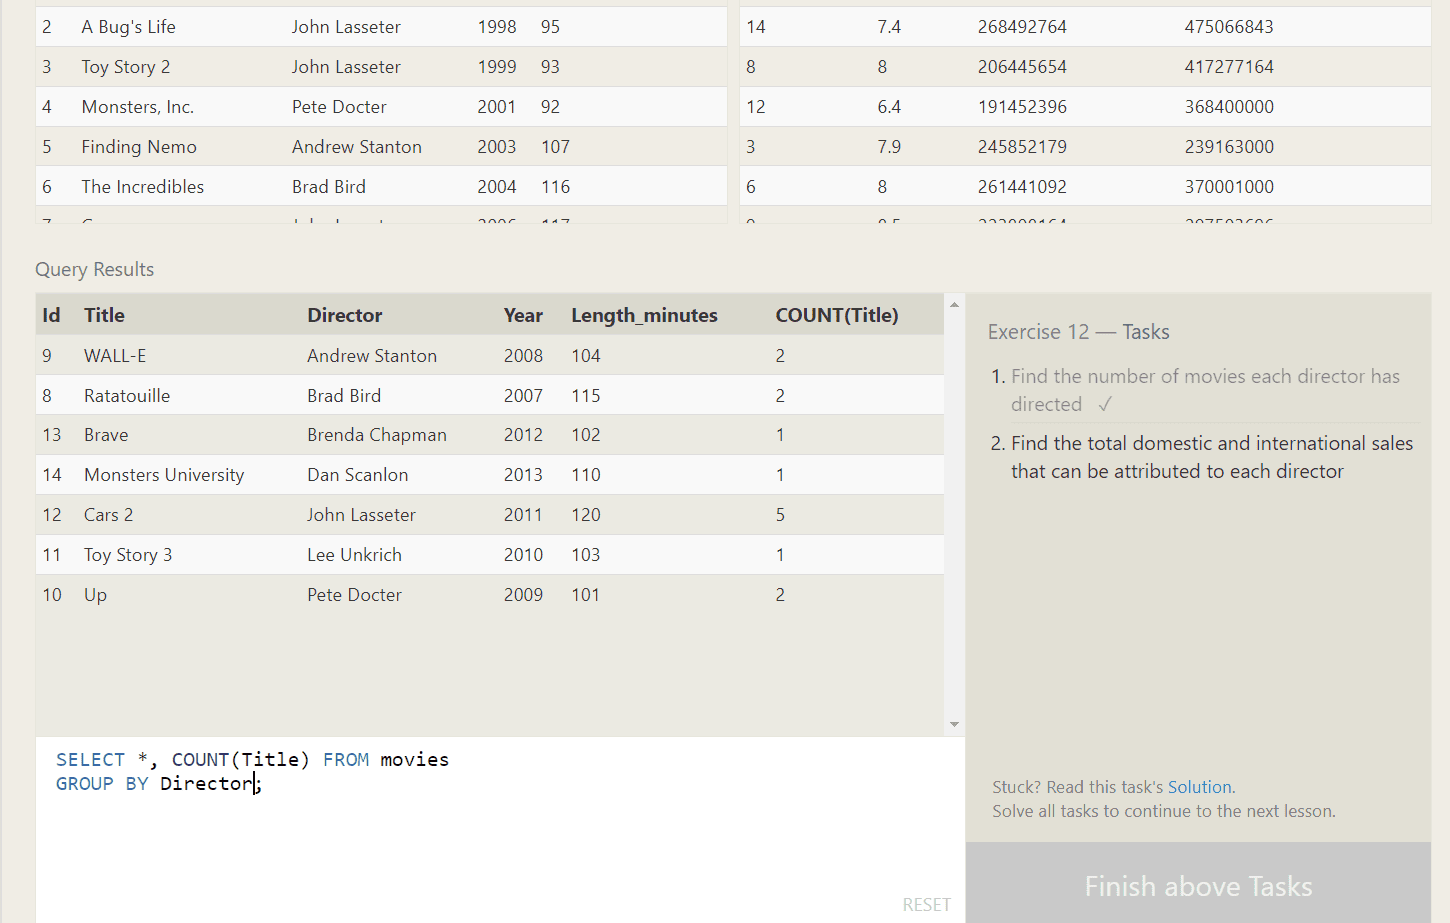 2 A Bug's Life John Lasseter 1998 95 14 7.4 268492764 475066843
3 Toy Story 2 John Lasseter 1999 93 8 8 206445654 417277164
4 Monsters, Inc. Pete Docter 2001 92 12 6.4 191452396 368400000
5 Finding Nemo Andrew Stanton 2003 107 3 7.9 245852179 239163000
6 The Incredibles Brad Bird 2004 116 6 8 261441092 370001000
Query Results
Id Title Director Year Length_minutes COUNT(Title)
9 WALL-E Andrew Stanton 2008 104 2
8 Ratatouille Brad Bird 2007 115 2
13 Brave Brenda Chapman 2012 102 1
14 Monsters University Dan Scanlon 2013 110 1
12 Cars 2 John Lasseter 2011 120 5
11 Toy Story 3 Lee Unkrich 2010 103 1
10 Up Pete Docter 2009 101 2
Exercise 12 — Tasks
1. Find the number of movies each director has
directed ✓
2. Find the total domestic and international sales
that can be attributed to each director
SELECT *, COUNT(Title) FROM movies
GROUP BY Director;
RESET
Stuck? Read this task's Solution.
Solve all tasks to continue to the next lesson.
Finish above Tasks